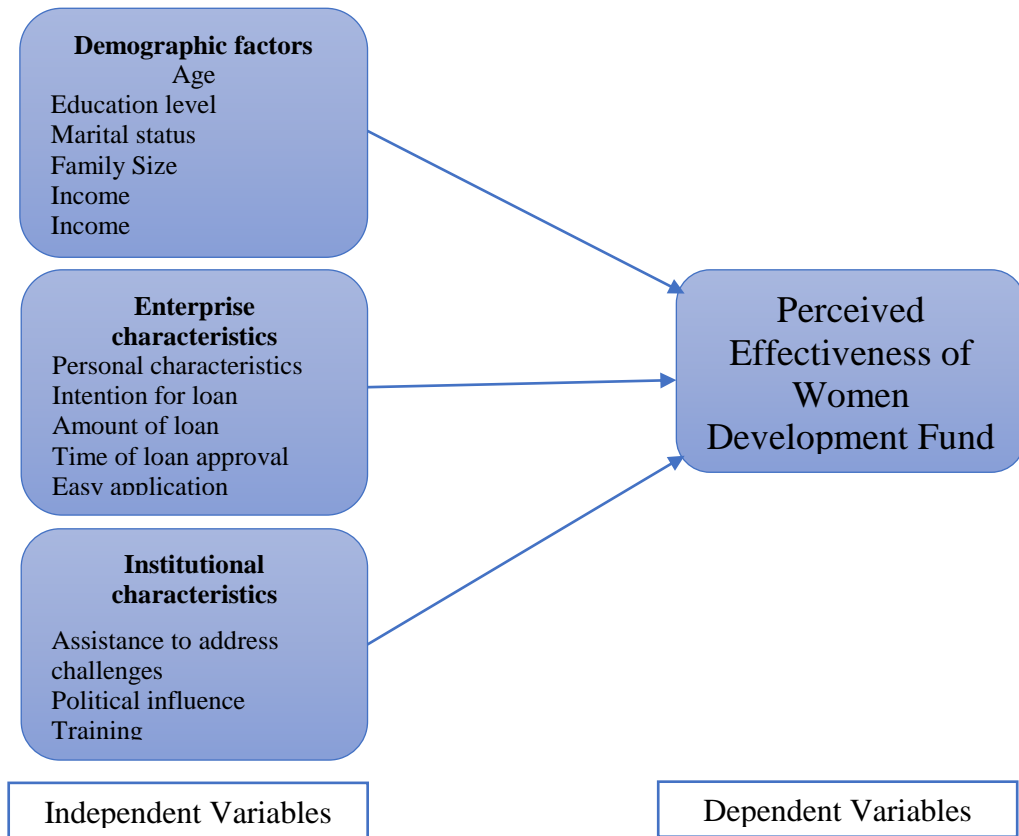 Demographic factors
Age
Education level
Marital status
Family Size
Income
Income
Enterprise
characteristics
Personal characteristics
Intention for loan
Amount of loan
Time of loan approval
Easy application
Institutional
characteristics
Assistance to address
challenges
Political influence
Training
Perceived
Effectiveness of
Women
Development Fund
Independent Variables
Dependent Variables